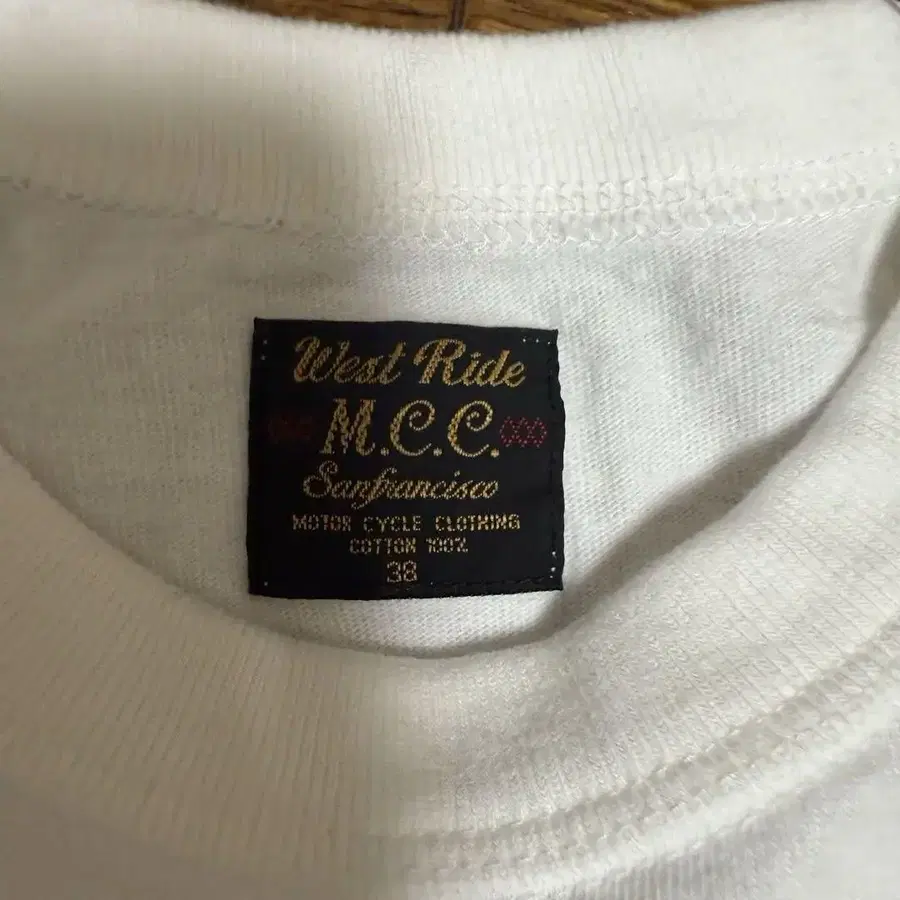 West Ride
M.C.C.
Sanfrancisco
MOTOR CYCLE CLOTHING
COTTON 100%
38